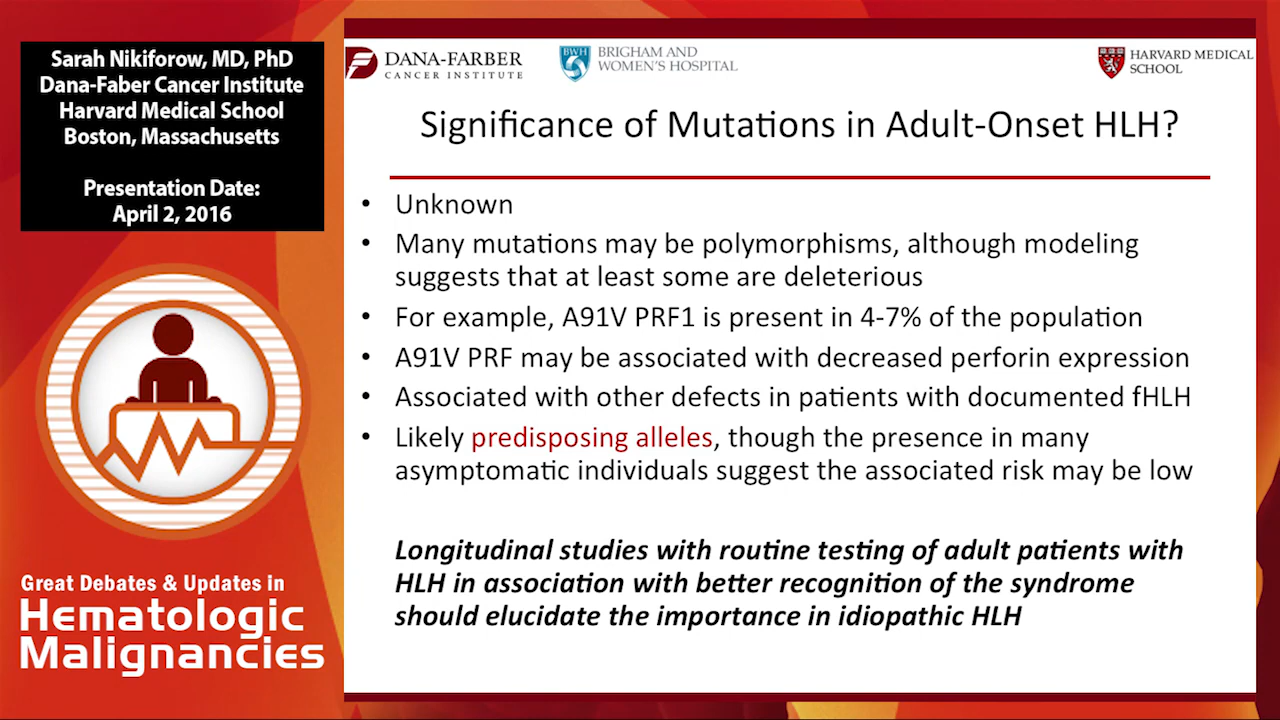 Sarah Nikiforow, MD, PhD
Dana-Faber Cancer Institute
Harvard Medical School
Boston, Massachusetts
Presentation Date:
April 2, 2016
Great Debates & Updates in
Hematologic
Malignancies
DANA-FARBER
CANCER INSTITUTE
BWH
BRIGHAM AND
WOMEN'S HOSPITAL
HARVARD MEDICAL
SCHOOL
Significance of Mutations in Adult-Onset HLH?
• Unknown
• Many mutations may be polymorphisms, although modeling
suggests that at least some are deleterious
• For example, A91V PRF1 is present in 4-7% of the population
• A91V PRF may be associated with decreased perforin expression
• Associated with other defects in patients with documented fHLH
• Likely predisposing alleles, though the presence in many
asymptomatic individuals suggest the associated risk may be low
Longitudinal studies with routine testing of adult patients with
HLH in association with better recognition of the syndrome
should elucidate the importance in idiopathic HLH